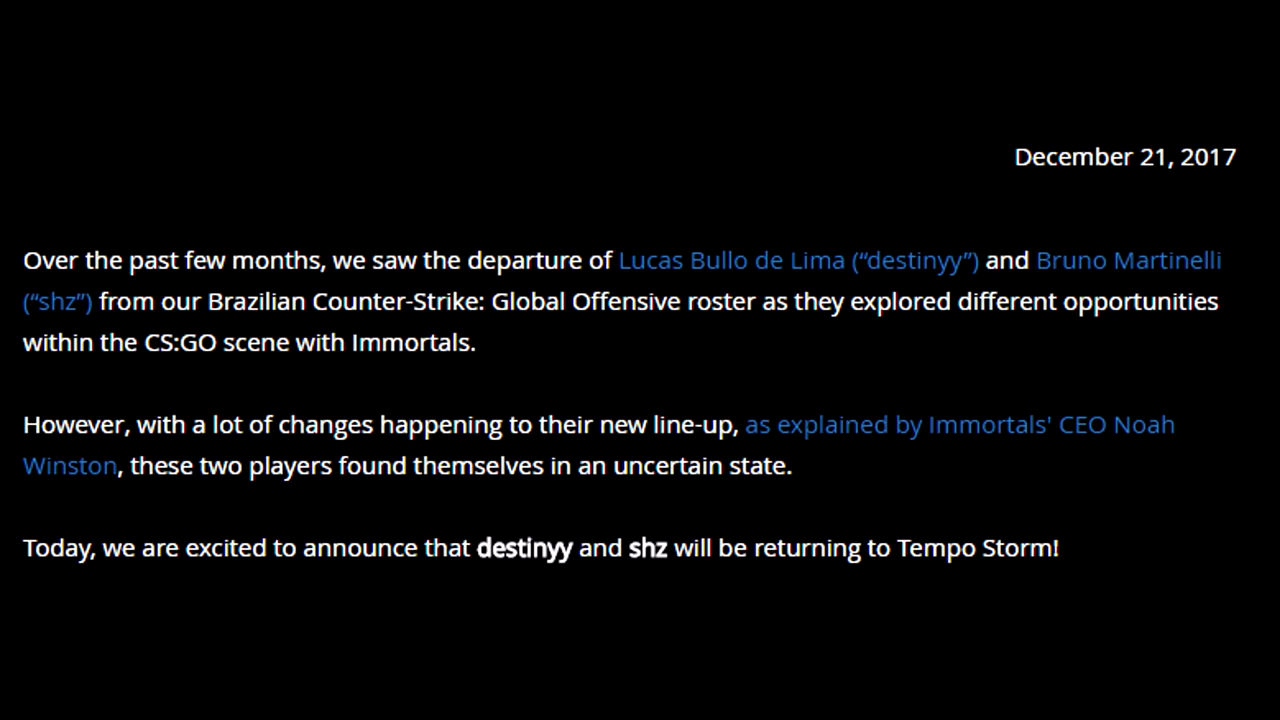 December 21, 2017
Over the past few months, we saw the departure of Lucas Bullo de Lima (“destinyy”) and Bruno Martinelli
(“shz”) from our Brazilian Counter-Strike: Global Offensive roster as they explored different opportunities
within the CS:GO scene with Immortals.
However, with a lot of changes happening to their new line-up, as explained by Immortals' CEO Noah
Winston, these two players found themselves in an uncertain state.
Today, we are excited to announce that destinyy and shz will be returning to Tempo Storm!